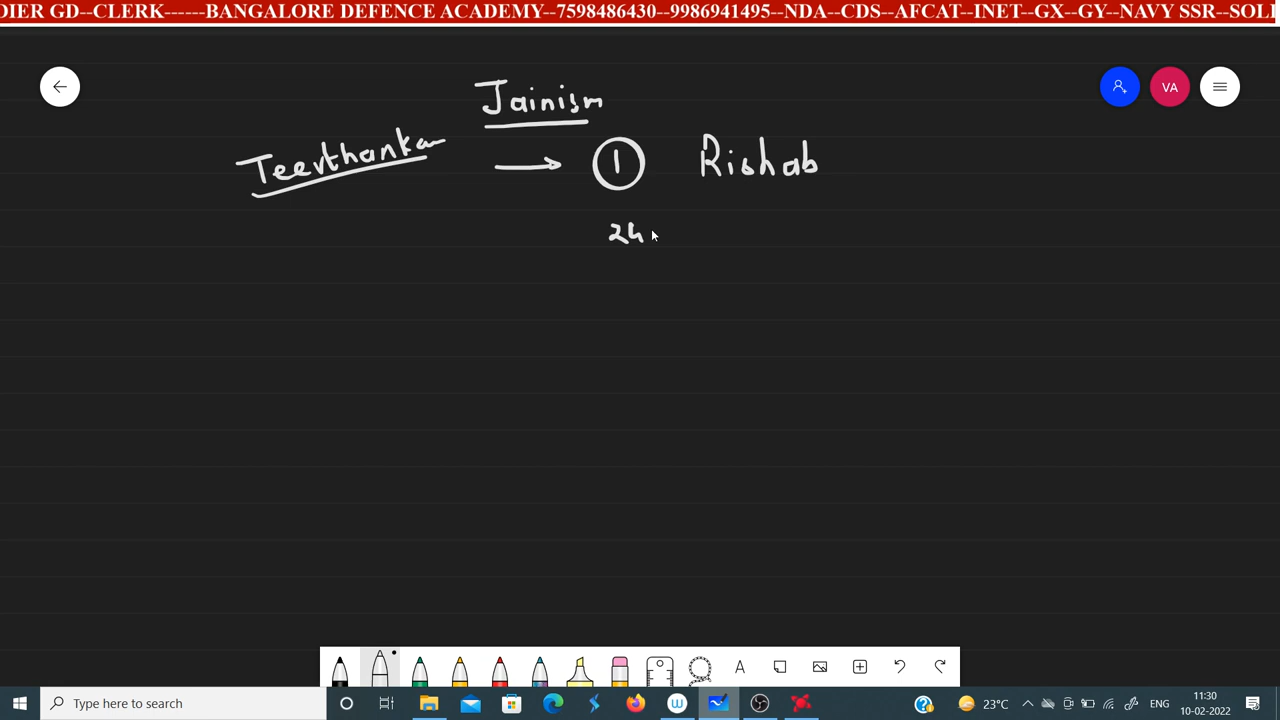 DIER GD--CLERK------BANGALORE DEFENCE ACADEMY--7598486430--9986941495--NDA--CDS--AFCAT--INET--GX--GY--NAVY SSR--SOLI
Jainism
Teerthankar → 1 Rishab
24
VA
A
Type here to search
23°C
ENG
11:30
10-02-2022